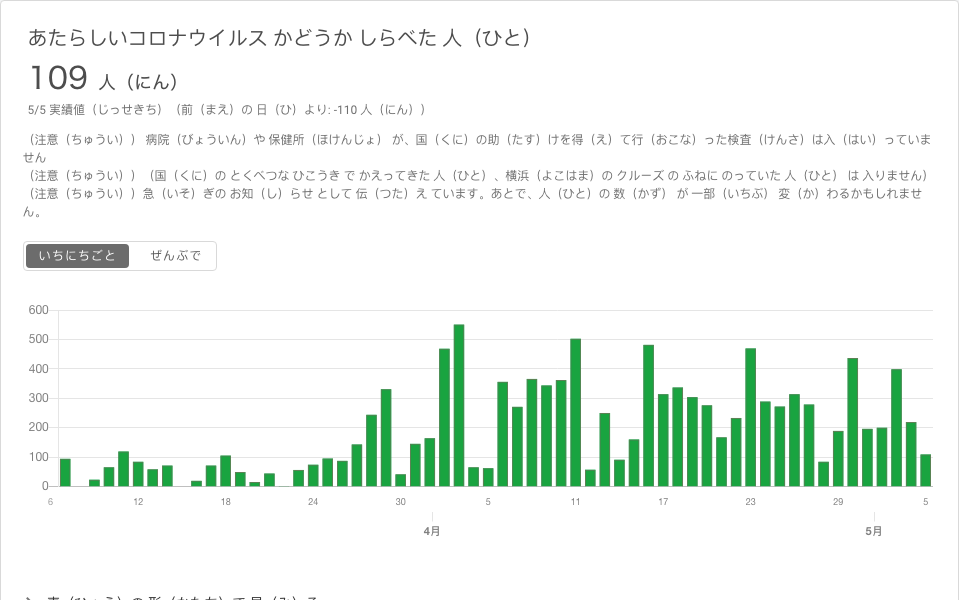 あたらしいコロナウイルス かどうか しらべた 人（ひと）
109 人（にん）
5/5 実績値（じっせきち）（前（まえ）の 日（ひ）より: -110 人（にん））
（注意（ちゅうい））病院（びょういん）や 保健所（ほけんじょ） が、国（くに）の助（たす）けを得（え）て行（おこな）った検査（けんさ）は入（はい）っていま
せん
（注意（ちゅうい））（国（くに）の とくべつな ひこうき で かえってきた 人（ひと）、横浜（よこはま）の クルーズ の ふねに のっていた 人（ひと） は 入りません）
（注意（ちゅうい））急（いそ）ぎの お知（し）らせ として 伝（つた）え ています。あとで、人（ひと）の 数（かず） が 一部（いちぶ） 変（か）わるかもしれませ
ん。
いちにちごと ぜんぶで
600
500
400
300
200
100
0
6 12 18 24 30 5 11 17 23 29 5
4月 5月